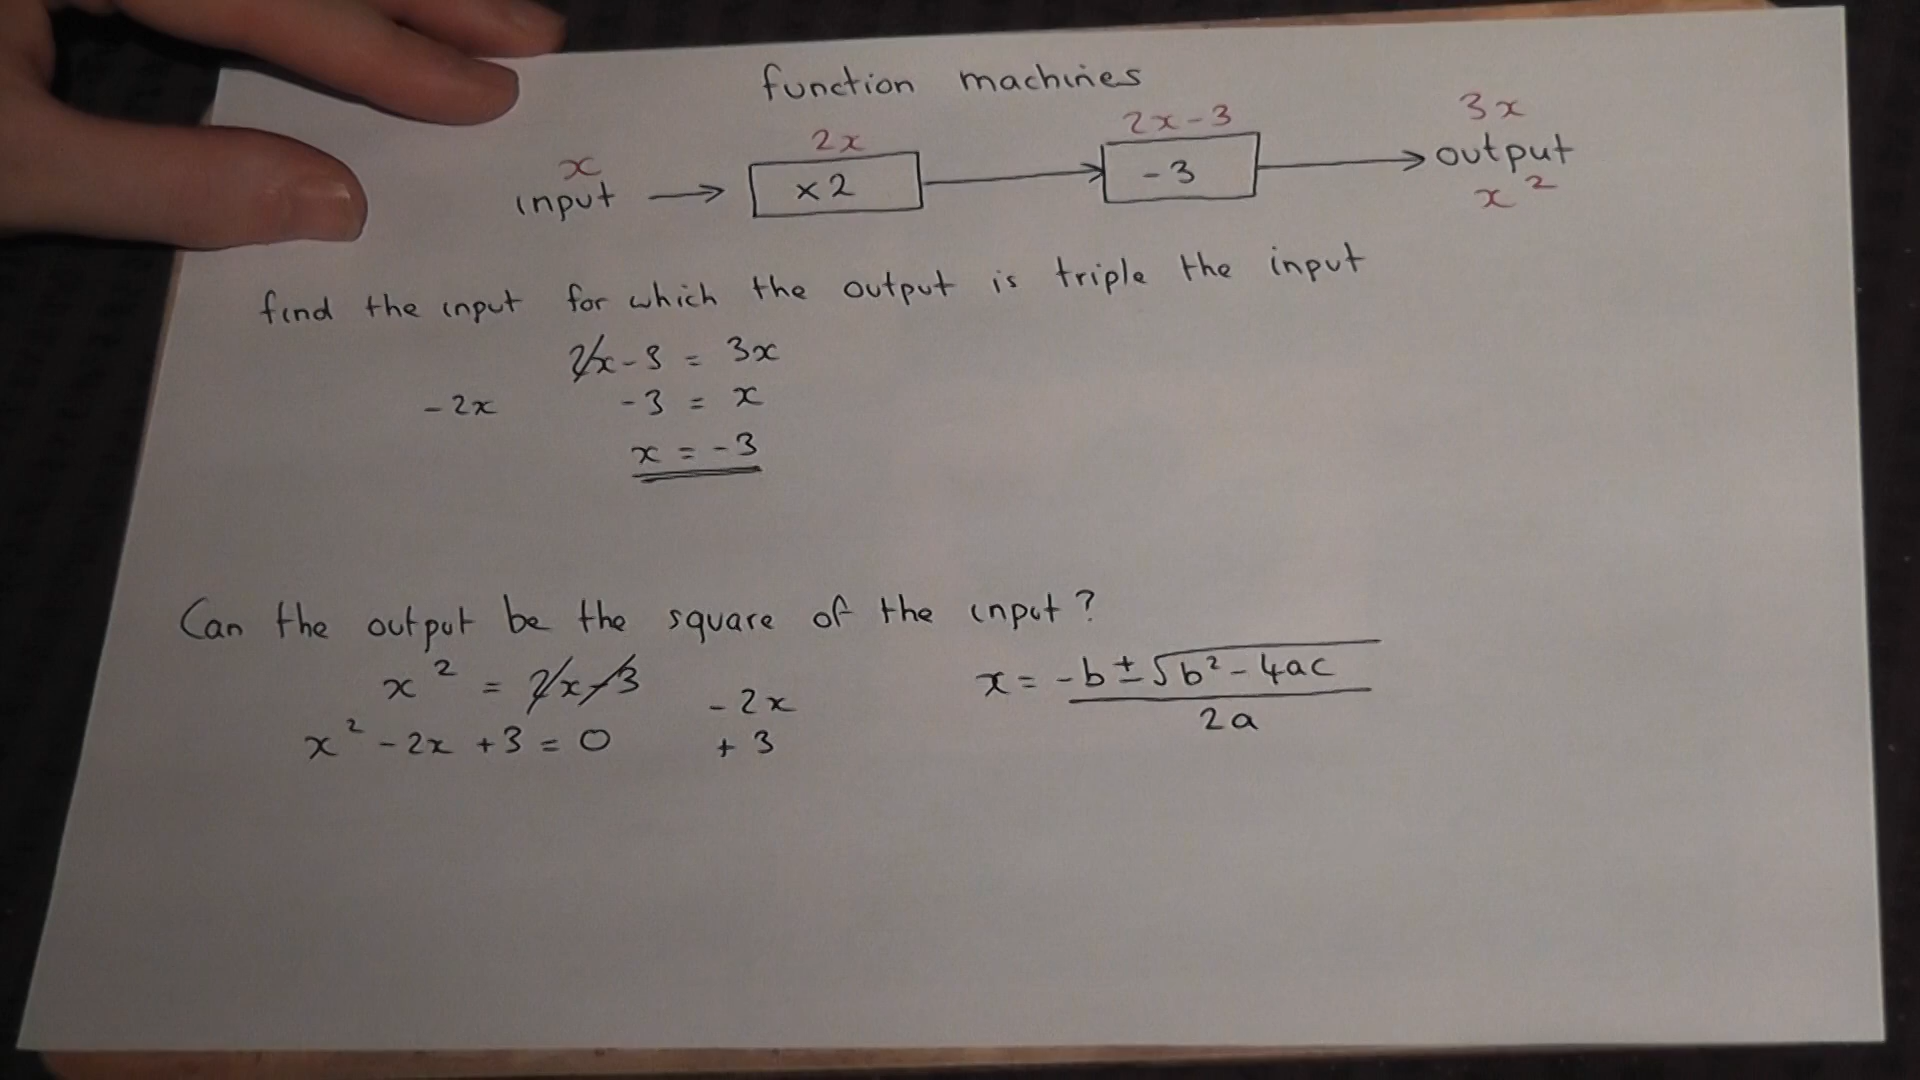 function machines
x 2x 2x-3 3x
input → ×2 → -3 → output
x²
find the input for which the output is triple the input
2x-3 = 3x
-2x -3 = x
x = -3
Can the output be the square of the input?
x² = 2x-3 -2x
x² -2x +3 = 0 +3
x = -b ± √b² - 4ac
2a